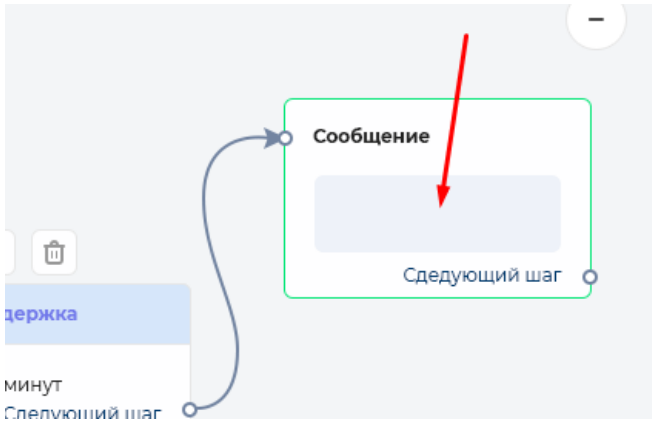 Сообщение
Сдедующий шаг
держка
минут
Следующий шаг